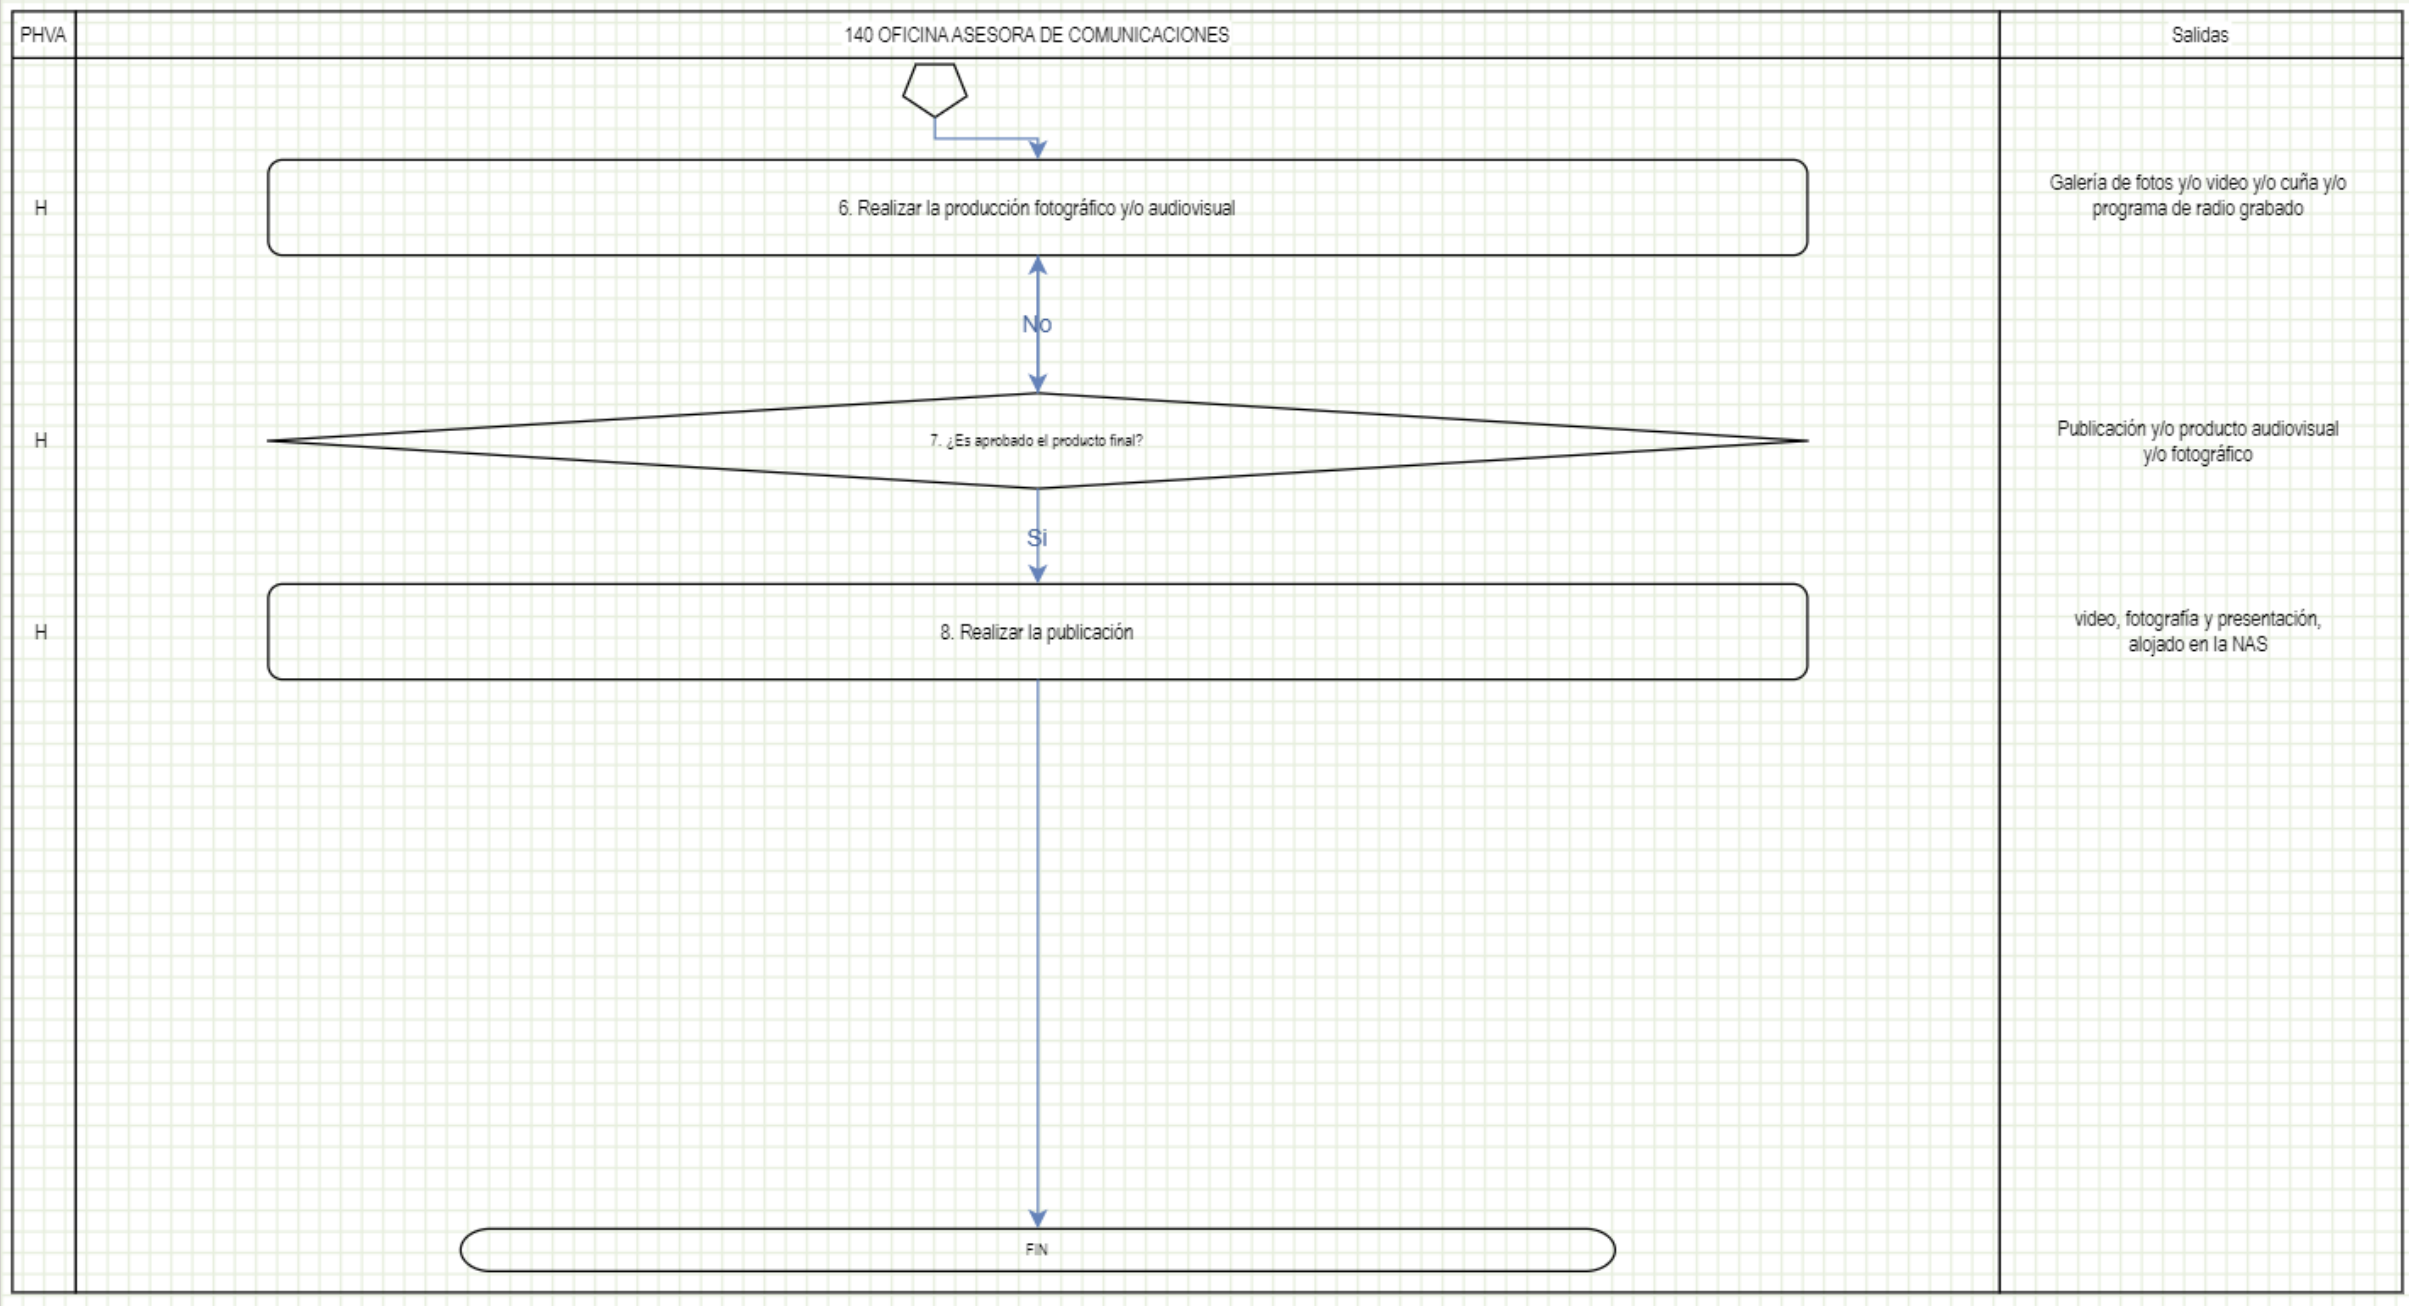 PHVA
140 OFICINA ASESORA DE COMUNICACIONES
Salidas
H
6. Realizar la producción fotográfico y/o audiovisual
Galería de fotos y/o video y/o cuña y/o
programa de radio grabado
No
H
7. ¿Es aprobado el producto final?
Publicación y/o producto audiovisual
y/o fotográfico
Si
H
8. Realizar la publicación
video, fotografía y presentación,
alojado en la NAS
FIN